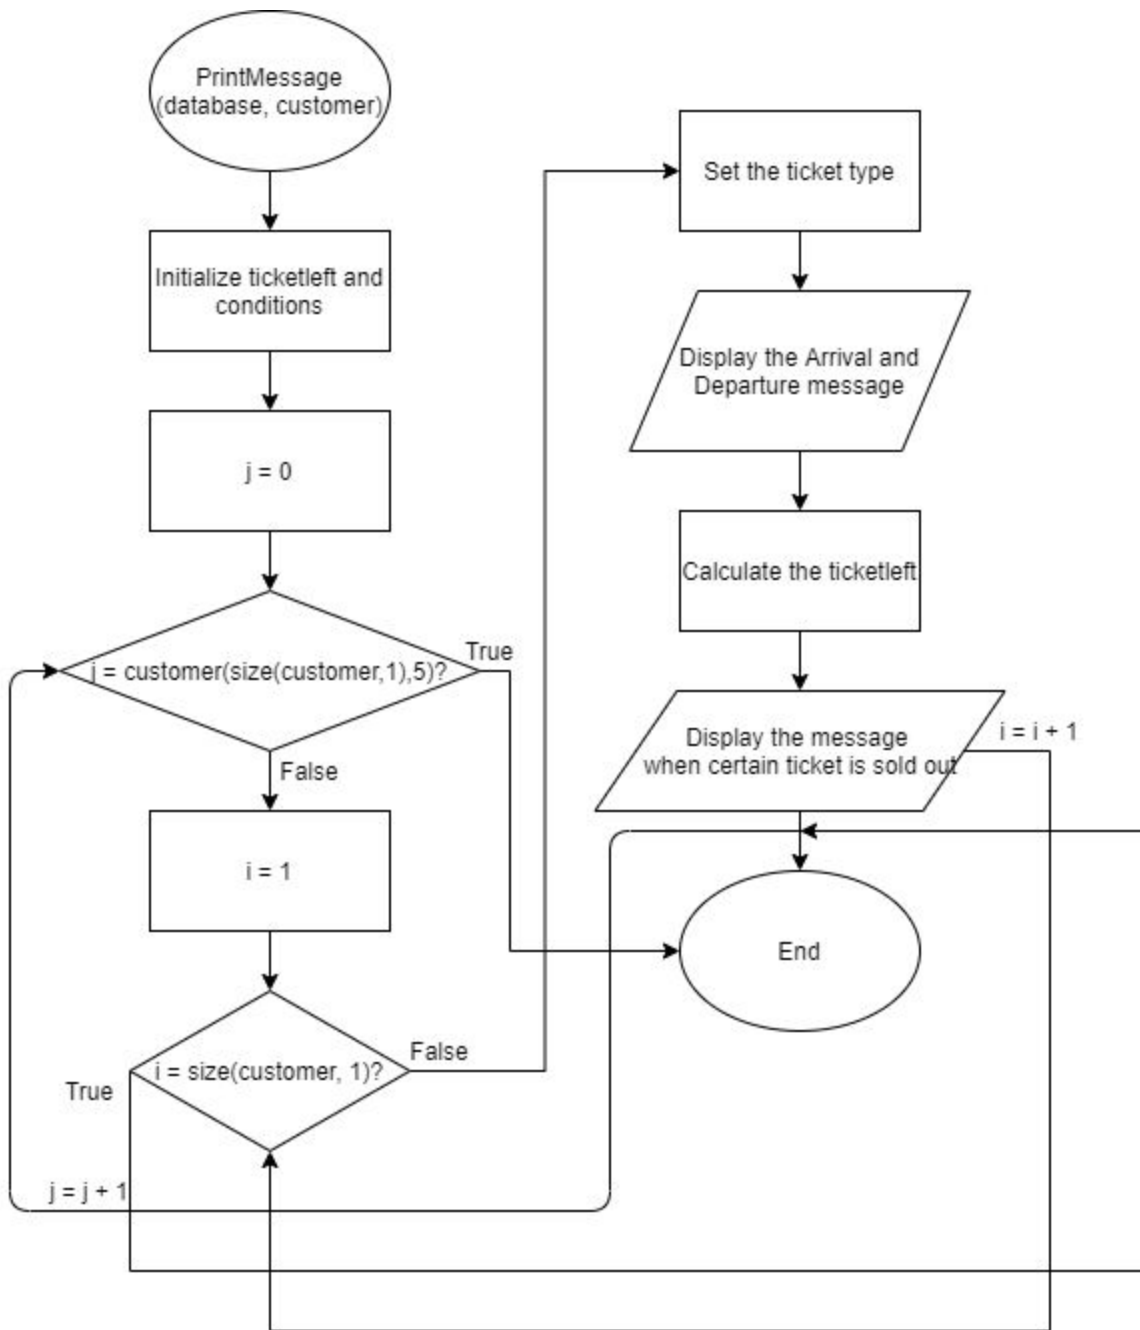 PrintMessage
(database, customer)
Initialize ticketleft and
conditions
j = 0
j = customer(size(customer,1),5)?
True
False
i = 1
i = size(customer, 1)?
False
True
j = j + 1
Set the ticket type
Display the Arrival and
Departure message
Calculate the ticketleft
Display the message
when certain ticket is sold out
i = i + 1
End